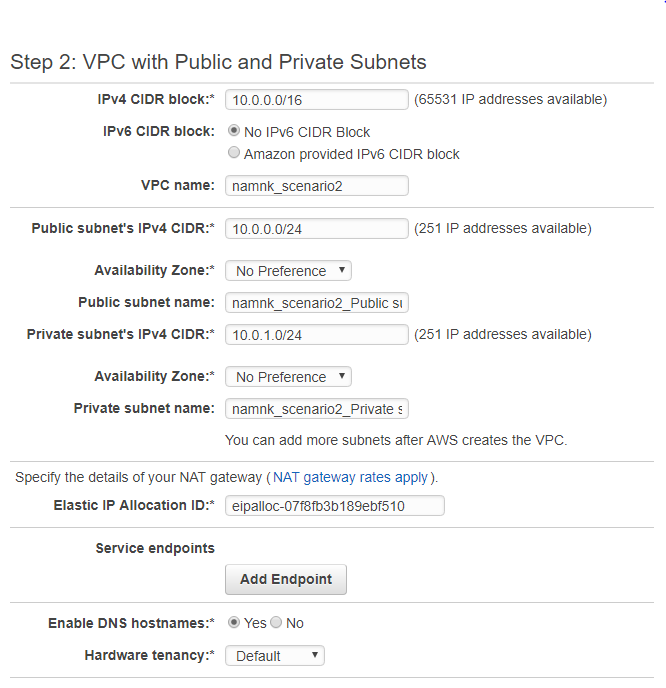 Step 2: VPC with Public and Private Subnets
IPv4 CIDR block:* 10.0.0.0/16 (65531 IP addresses available)
IPv6 CIDR block: No IPv6 CIDR Block
Amazon provided IPv6 CIDR block
VPC name: namnk_scenario2
Public subnet's IPv4 CIDR:* 10.0.0.0/24 (251 IP addresses available)
Availability Zone:* No Preference
Public subnet name: namnk_scenario2_Public su
Private subnet's IPv4 CIDR:* 10.0.1.0/24 (251 IP addresses available)
Availability Zone:* No Preference
Private subnet name: namnk_scenario2_Private s
You can add more subnets after AWS creates the VPC.
Specify the details of your NAT gateway (NAT gateway rates apply).
Elastic IP Allocation ID:* eipalloc-07f8fb3b189ebf510
Service endpoints
Add Endpoint
Enable DNS hostnames:* Yes No
Hardware tenancy:* Default